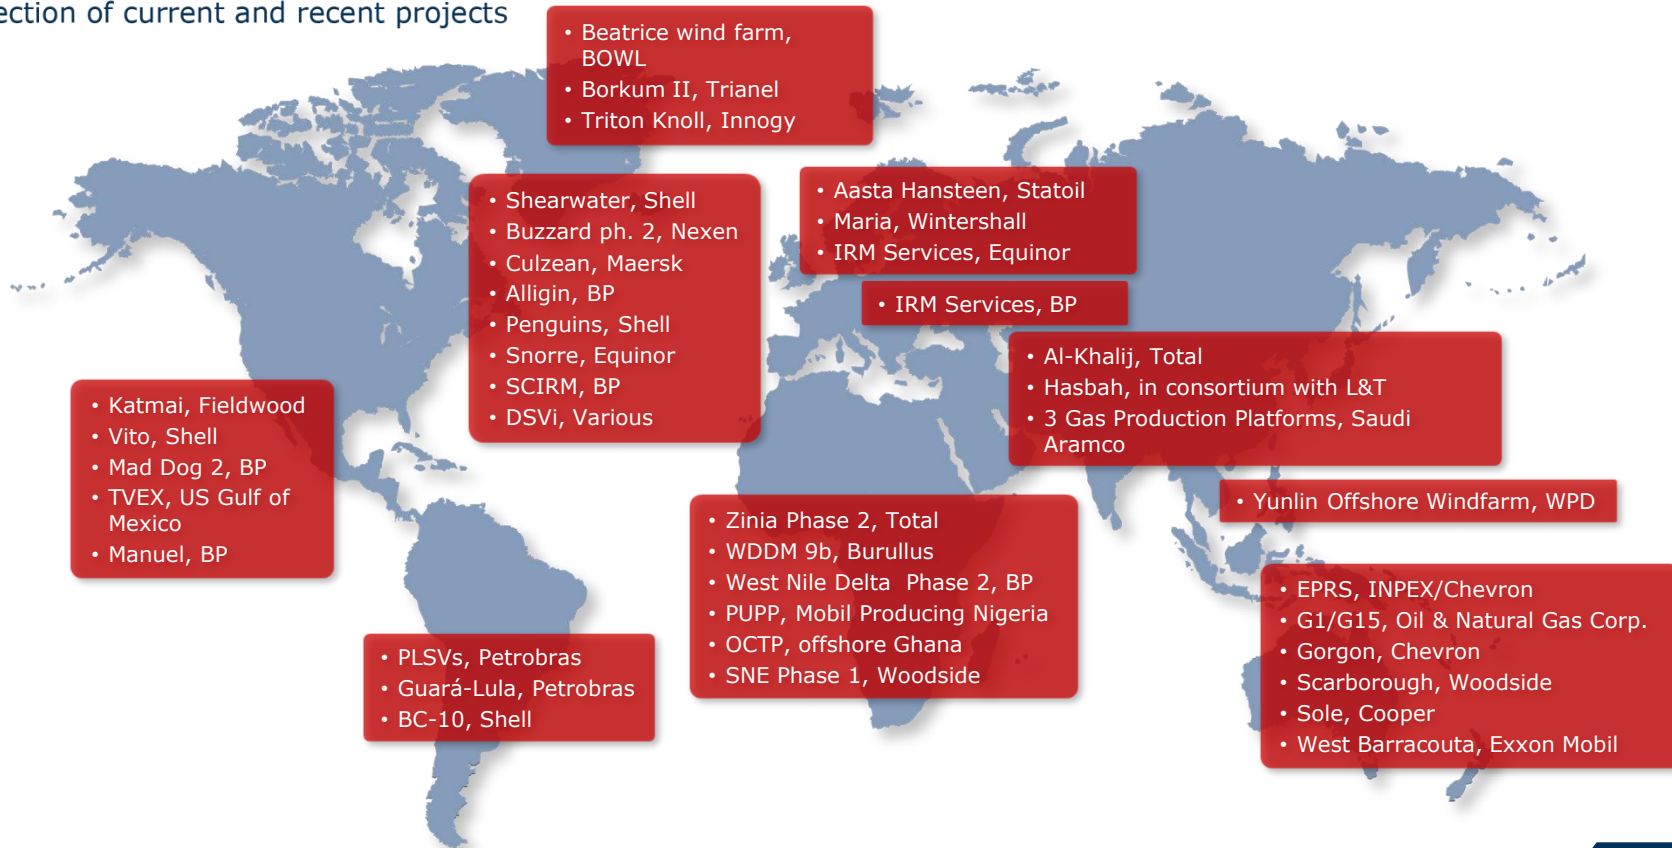 ection of current and recent projects
• Beatrice wind farm,
BOWL
• Borkum II, Trianel
• Triton Knoll, Innogy
• Shearwater, Shell
• Buzzard ph. 2, Nexen
• Culzean, Maersk
• Alligin, BP
• Penguins, Shell
• Snorre, Equinor
• SCIRM, BP
• DSVi, Various
• Aasta Hansteen, Statoil
• Maria, Wintershall
• IRM Services, Equinor
• IRM Services, BP
• Al-Khalij, Total
• Hasbah, in consortium with L&T
• 3 Gas Production Platforms, Saudi
Aramco
• Katmai, Fieldwood
• Vito, Shell
• Mad Dog 2, BP
• TVEX, US Gulf of
Mexico
• Manuel, BP
• Yunlin Offshore Windfarm, WPD
• Zinia Phase 2, Total
• WDDM 9b, Burullus
• West Nile Delta  Phase 2, BP
• PUPP, Mobil Producing Nigeria
• OCTP, offshore Ghana
• SNE Phase 1, Woodside
• EPRS, INPEX/Chevron
• G1/G15, Oil & Natural Gas Corp.
• Gorgon, Chevron
• Scarborough, Woodside
• Sole, Cooper
• West Barracouta, Exxon Mobil
• PLSVs, Petrobras
• Guará-Lula, Petrobras
• BC-10, Shell